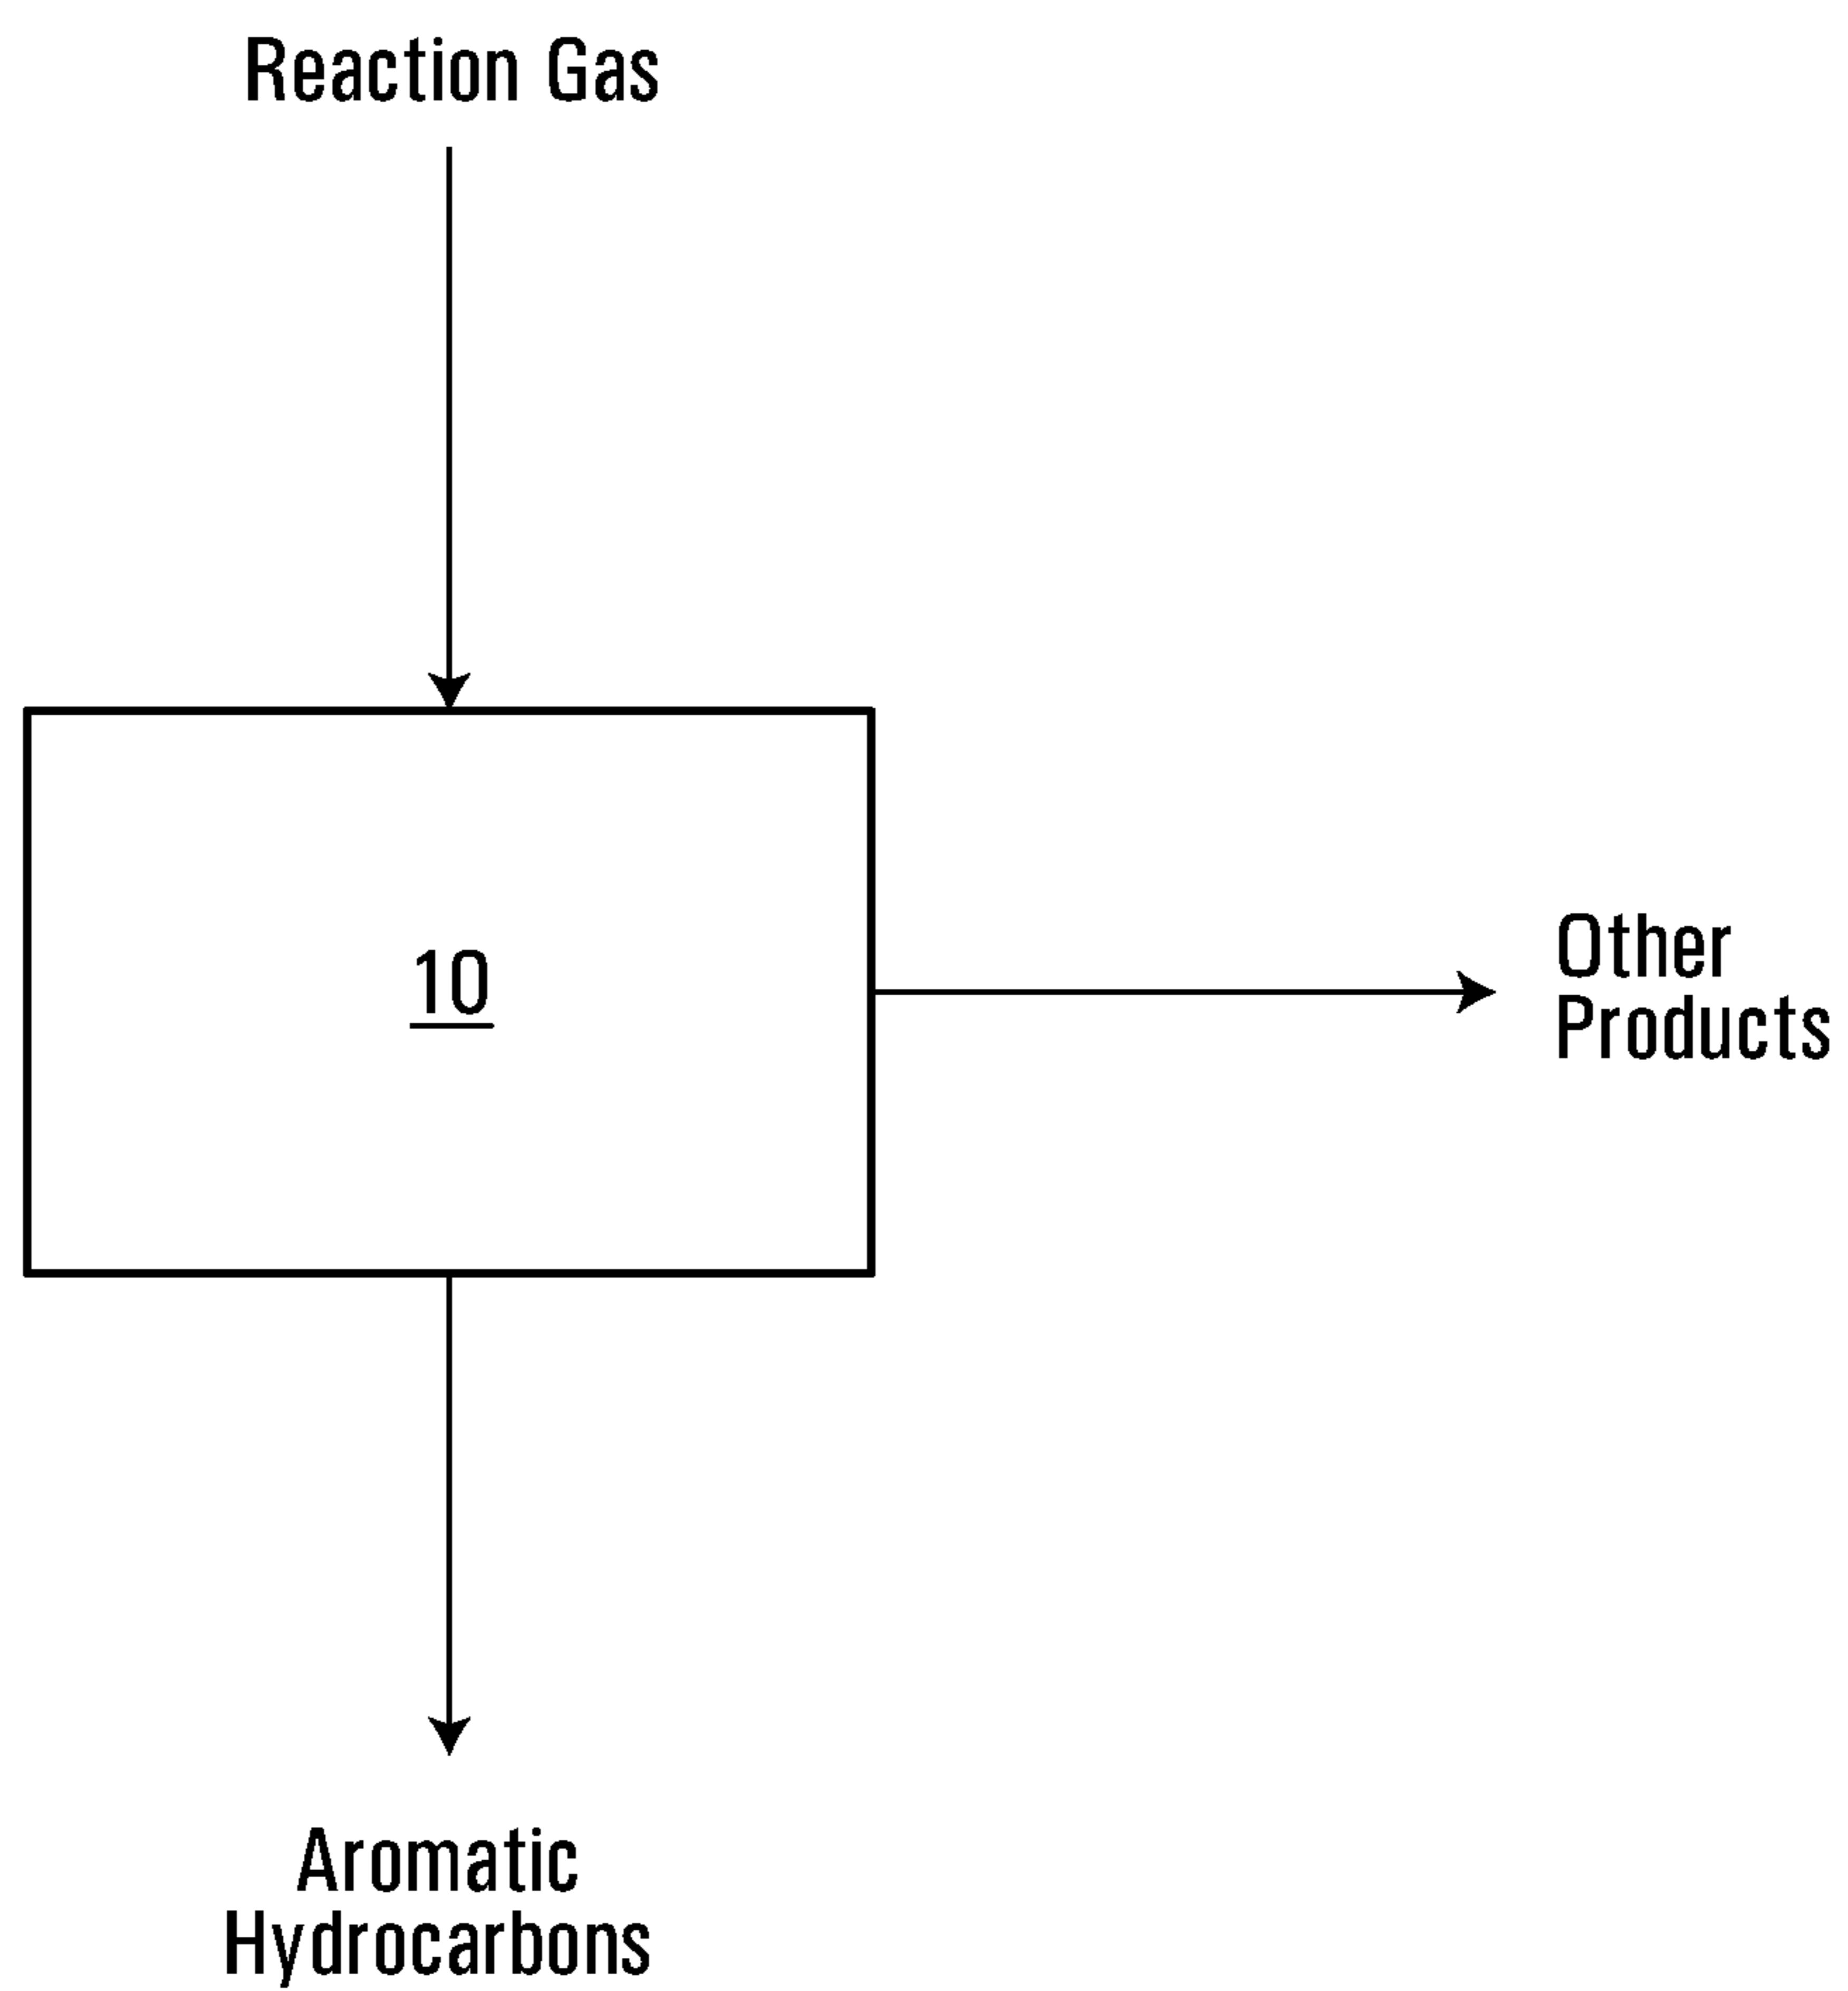 Reaction Gas
10
Other
Products
Aromatic
Hydrocarbons